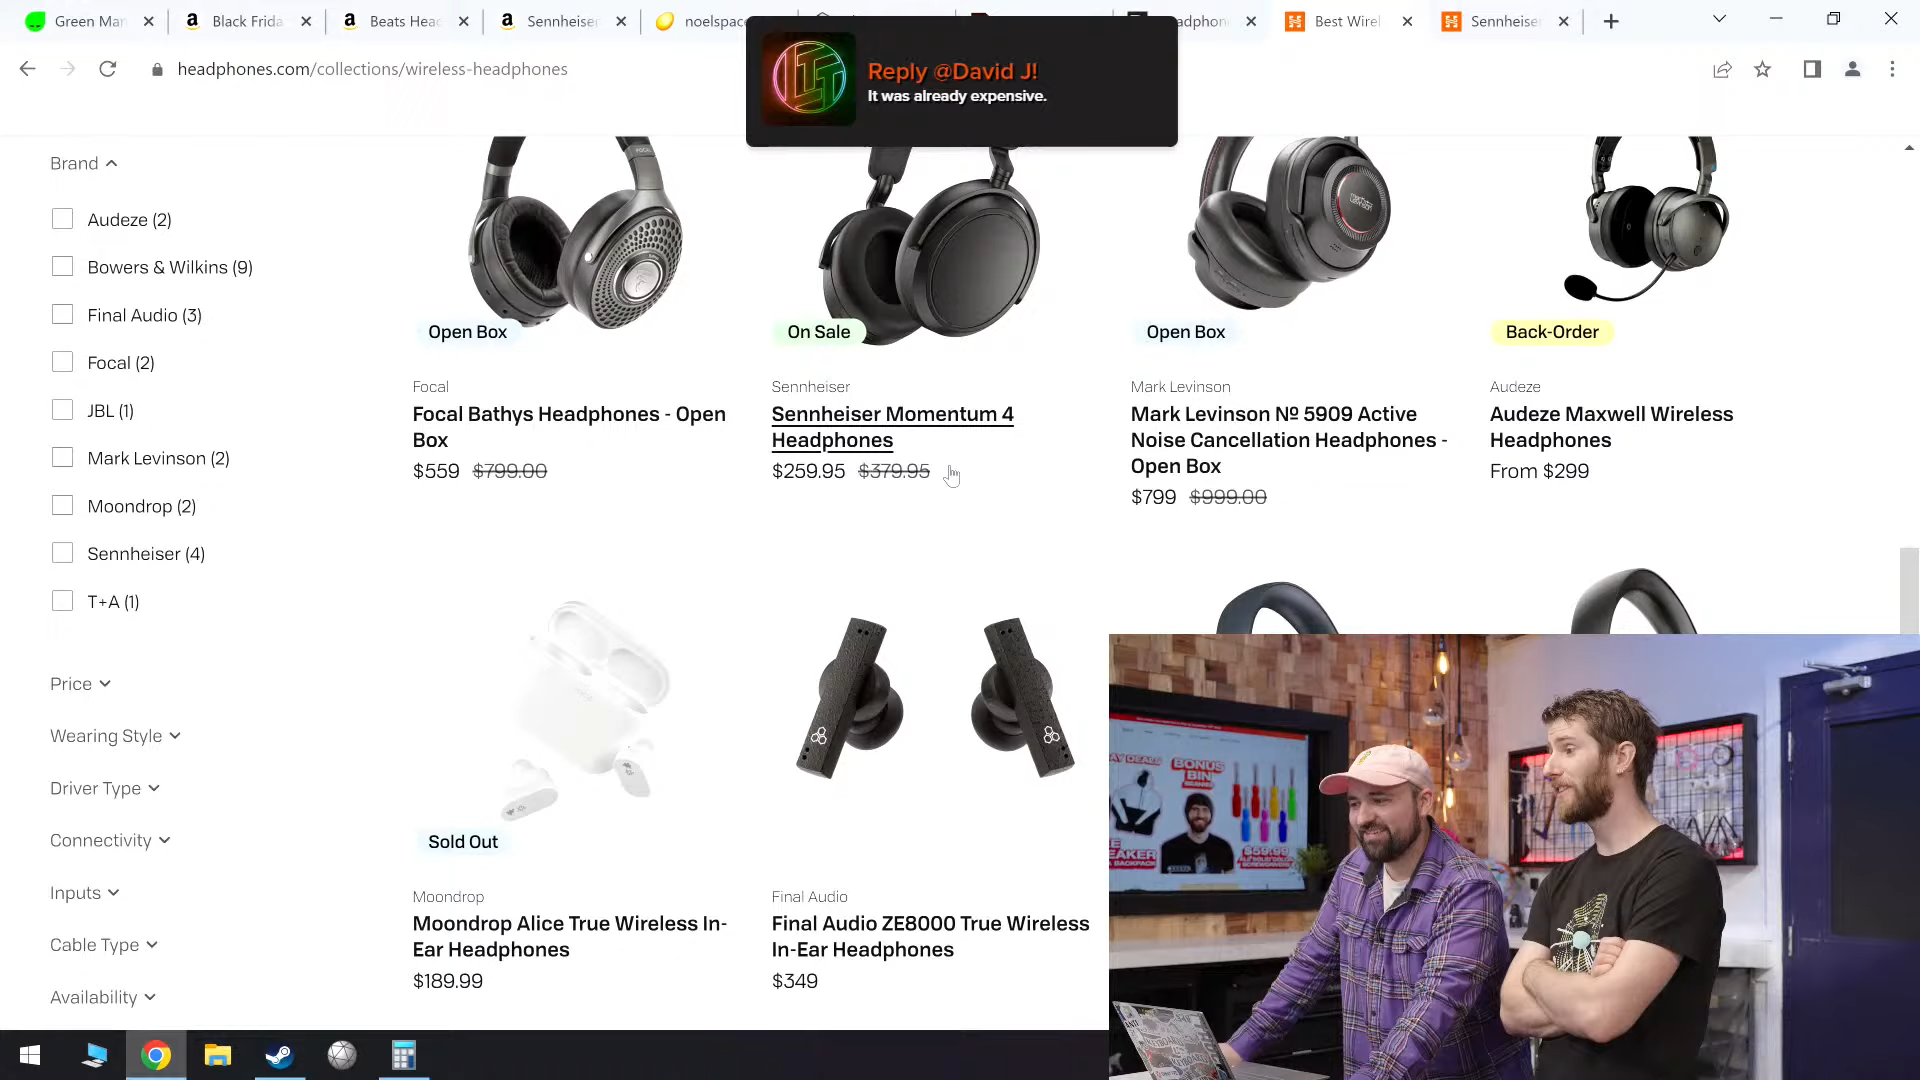 Green Man
Black Frida
Beats Head
Sennheiser
noelspace
Best Wirel
Sennheiser
headphones.com/collections/wireless-headphones
Reply @David J!
It was already expensive.
Brand
Audeze (2)
Bowers & Wilkins (9)
Final Audio (3)
Focal (2)
JBL (1)
Mark Levinson (2)
Moondrop (2)
Sennheiser (4)
T+A (1)
Price
Wearing Style
Driver Type
Connectivity
Inputs
Cable Type
Availability
Open Box
Focal
Focal Bathys Headphones - Open
Box
$559 $799.00
On Sale
Sennheiser
Sennheiser Momentum 4
Headphones
$259.95 $379.95
Open Box
Mark Levinson
Mark Levinson № 5909 Active
Noise Cancellation Headphones -
Open Box
$799 $999.00
Back-Order
Audeze
Audeze Maxwell Wireless
Headphones
From $299
Sold Out
Moondrop
Moondrop Alice True Wireless In-
Ear Headphones
$189.99
Final Audio
Final Audio ZE8000 True Wireless
In-Ear Headphones
$349
BONUS
BIN
$59.99